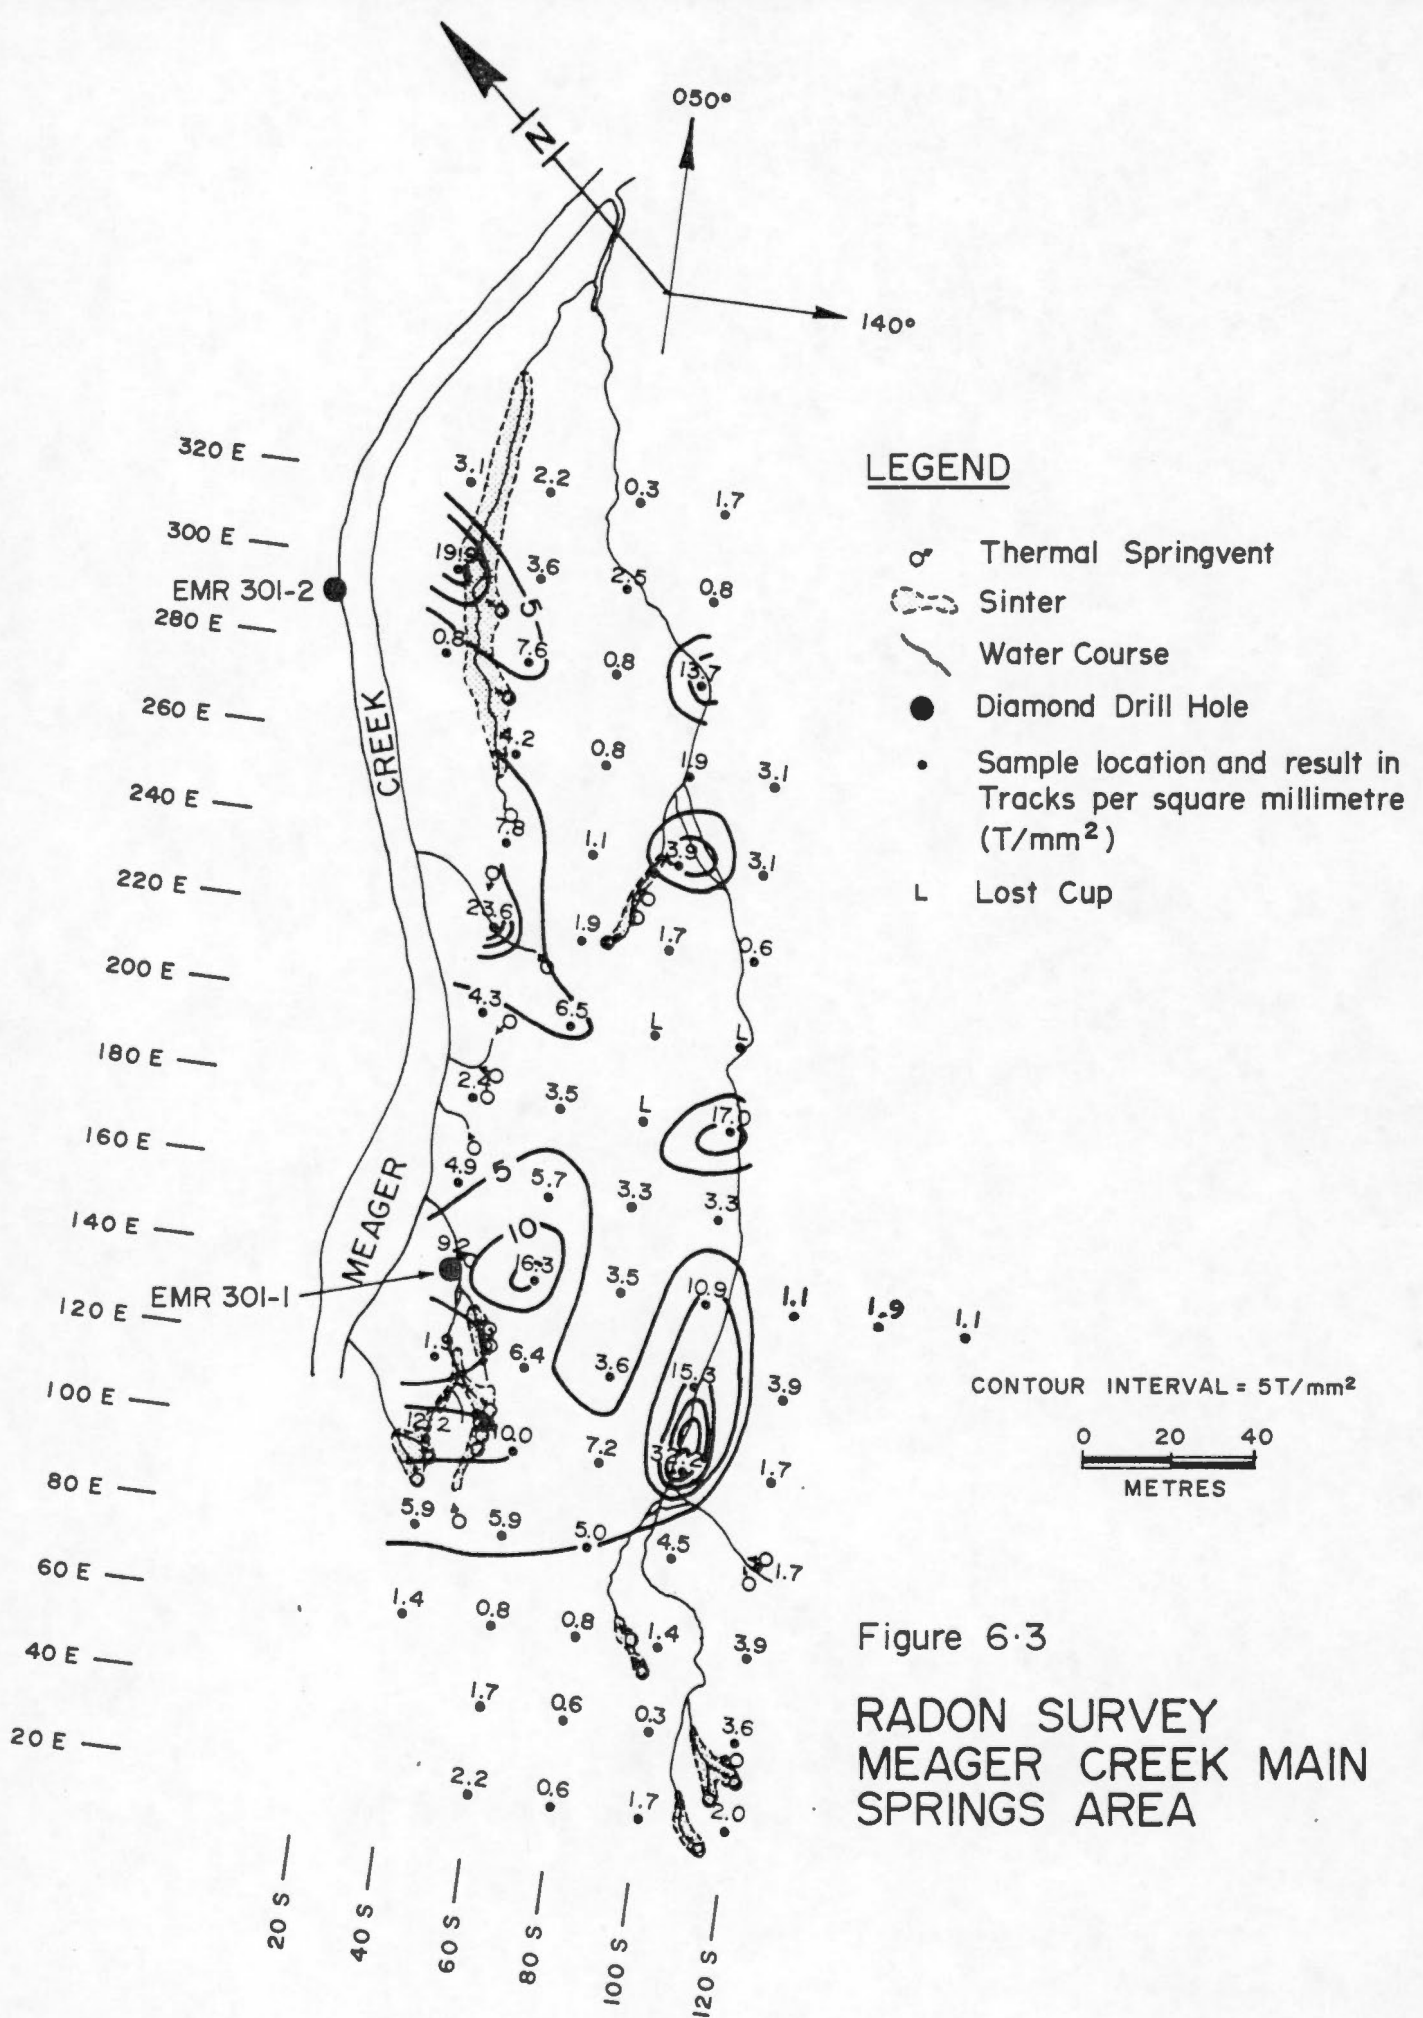 050°
N
140°
320 E
3.1
2.2
0.3
1.7
LEGEND
300 E
19.9
3.6
2.5
0.8
Thermal Springvent
EMR 301-2
5
Sinter
280 E
0.8
7.6
0.8
13.7
Water Course
260 E
CREEK
4.2
0.8
1.9
3.1
Diamond Drill Hole
Sample location and result in
Tracks per square millimetre
(T/mm²)
240 E
7.8
1.1
3.9
3.1
L Lost Cup
220 E
23.6
1.9
1.7
0.6
200 E
4.3
6.5
L
L
180 E
2.4
3.5
L
17.0
160 E
4.9
5
5.7
3.3
3.3
140 E
MEAGER
9.2
10
16.3
3.5
10.9
EMR 301-1
1.1
1.9
1.1
120 E
1.9
6.4
3.6
15.3
3.9
100 E
CONTOUR INTERVAL = 5T/mm²
12.2
10.0
7.2
1.7
0 20 40
METRES
80 E
5.9
5.9
5.0
4.5
1.7
60 E
1.4
0.8
0.8
1.4
3.9
Figure 6·3
40 E
1.7
0.6
0.3
3.6
RADON SURVEY
MEAGER CREEK MAIN
SPRINGS AREA
20 E
2.2
0.6
1.7
2.0
20 S
40 S
60 S
80 S
100 S
120 S